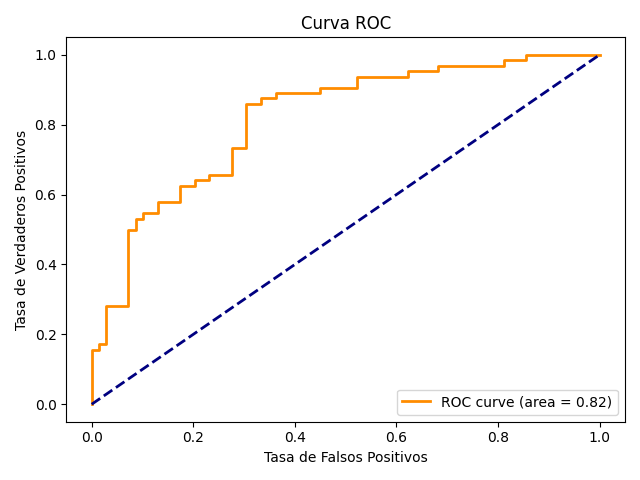 Curva ROC
Tasa de Verdaderos Positivos
1.0
0.8
0.6
0.4
0.2
0.0
0.0 0.2 0.4 0.6 0.8 1.0
ROC curve (area = 0.82)
Tasa de Falsos Positivos